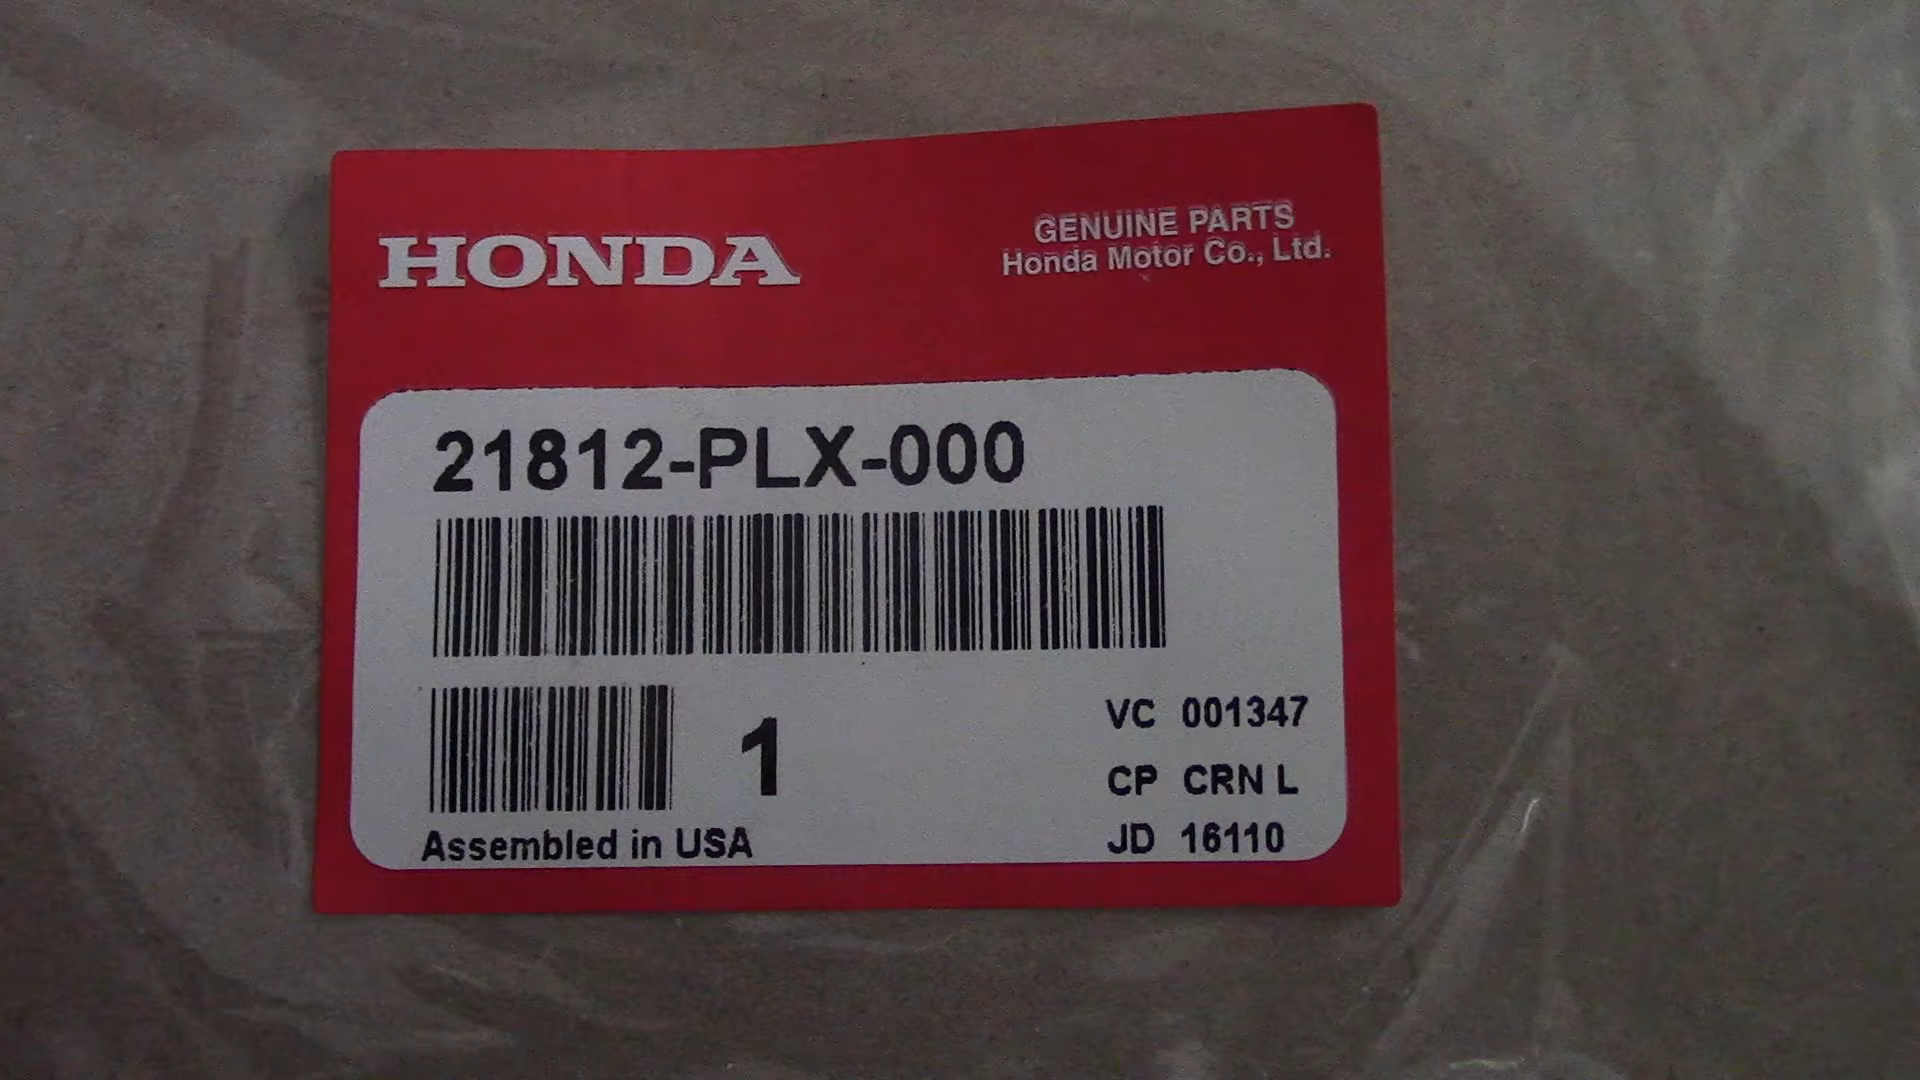 HONDA
GENUINE PARTS
Honda Motor Co., Ltd.
21812-PLX-000
1
VC 001347
CP CRN L
JD 16110
Assembled in USA